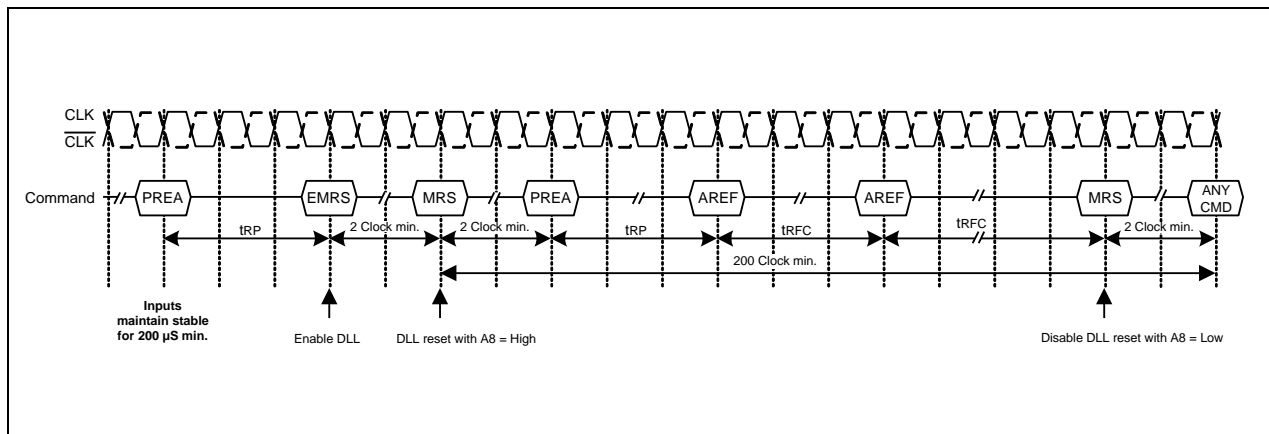 CLK
CLK
Command
PREA
EMRS
MRS
PREA
AREF
AREF
MRS
ANY
CMD
tRP
2 Clock min.
2 Clock min.
tRP
tRFC
tRFC
2 Clock min.
200 Clock min.
Inputs
maintain stable
for 200 µS min.
Enable DLL
DLL reset with A8 = High
Disable DLL reset with A8 = Low